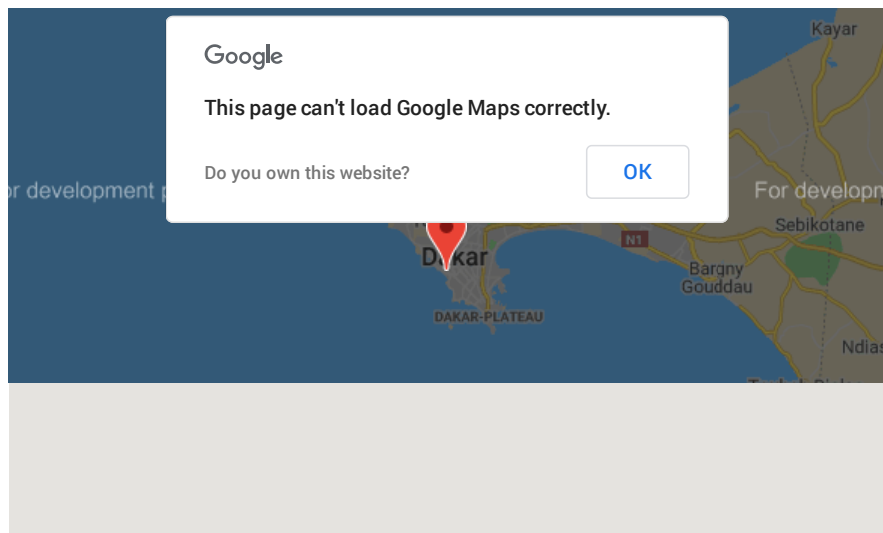 Kayar
Google
This page can't load Google Maps correctly.
Do you own this website?
OK
or development
For develop
Sebikotane
N1
Dakar
Bargny
Gouddau
DAKAR-PLATEAU
Ndias